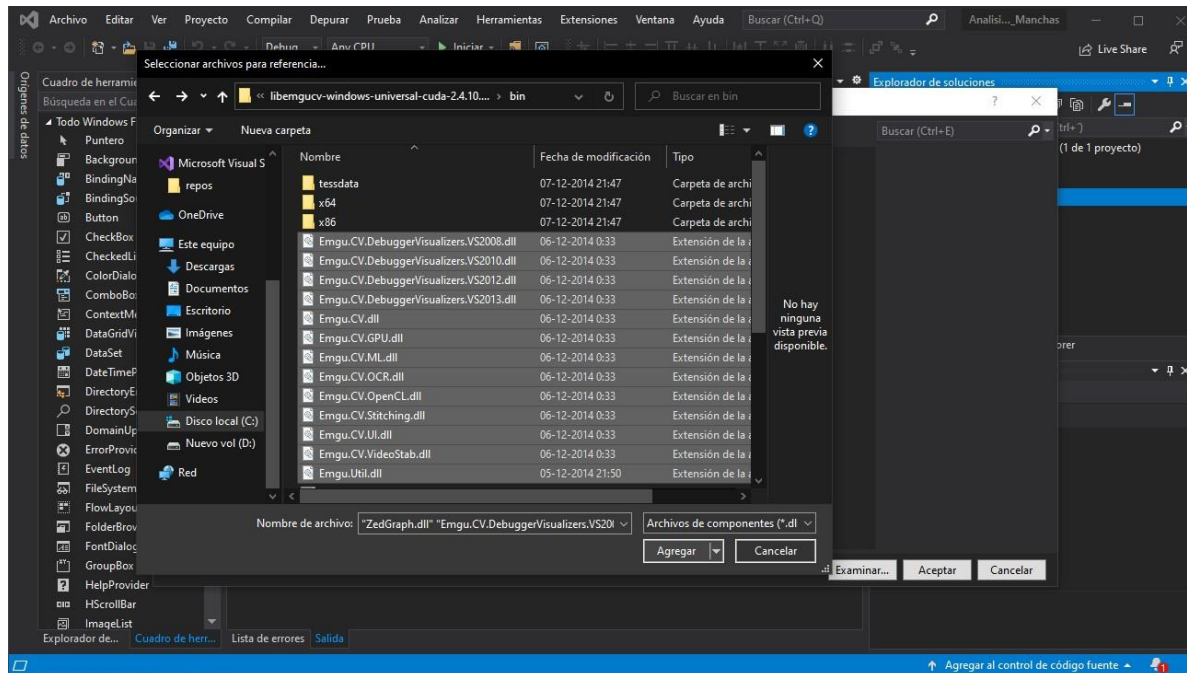 Archivo Editar Ver Proyecto Compilar Depurar Prueba Analizar Herramientas Extensiones Ventana Ayuda Buscar (Ctrl+Q) Analisi..._Manchas
Debug Any CPU Iniciar Live Share
Seleccionar archivos para referencia...
Orígenes de datos
Cuadro de herramie
Búsqueda en el Cua
Todo Windows F
Puntero
Backgroun
BindingNa
BindingSo
Button
CheckBox
CheckedLi
ColorDialo
ComboBo
ContextM
DataGridVi
DataSet
DateTimeP
DirectoryE
DirectoryS
DomainUp
ErrorProvid
EventLog
FileSystem
FlowLayou
FolderBrow
FontDialog
GroupBox
HelpProvider
HScrollBar
ImageList
« libemgucv-windows-universal-cuda-2.4.10.... > bin Buscar en bin
Organizar Nueva carpeta
Microsoft Visual S
repos
OneDrive
Este equipo
Descargas
Documentos
Escritorio
Imágenes
Música
Objetos 3D
Videos
Disco local (C:)
Nuevo vol (D:)
Red
Nombre Fecha de modificación Tipo
tessdata 07-12-2014 21:47 Carpeta de archi
x64 07-12-2014 21:47 Carpeta de archi
x86 07-12-2014 21:47 Carpeta de archi
Emgu.CV.DebuggerVisualizers.VS2008.dll 06-12-2014 0:33 Extensión de la a
Emgu.CV.DebuggerVisualizers.VS2010.dll 06-12-2014 0:33 Extensión de la a
Emgu.CV.DebuggerVisualizers.VS2012.dll 06-12-2014 0:33 Extensión de la a
Emgu.CV.DebuggerVisualizers.VS2013.dll 06-12-2014 0:33 Extensión de la a
Emgu.CV.dll 06-12-2014 0:33 Extensión de la a
Emgu.CV.GPU.dll 06-12-2014 0:33 Extensión de la a
Emgu.CV.ML.dll 06-12-2014 0:33 Extensión de la a
Emgu.CV.OCR.dll 06-12-2014 0:33 Extensión de la a
Emgu.CV.OpenCL.dll 06-12-2014 0:33 Extensión de la a
Emgu.CV.Stitching.dll 06-12-2014 0:33 Extensión de la a
Emgu.CV.UI.dll 06-12-2014 0:33 Extensión de la a
Emgu.CV.VideoStab.dll 06-12-2014 0:33 Extensión de la a
Emgu.Util.dll 05-12-2014 21:50 Extensión de la a
No hay
ninguna
vista previa
disponible.
Nombre de archivo: "ZedGraph.dll" "Emgu.CV.DebuggerVisualizers.VS20 Archivos de componentes (*.dl
Agregar Cancelar
Explorador de soluciones
? ×
Buscar (Ctrl+E)
trl+¨)
(1 de 1 proyecto)
orer
Examinar... Aceptar Cancelar
Explorador de... Cuadro de herr... Lista de errores Salida
Agregar al control de código fuente 1